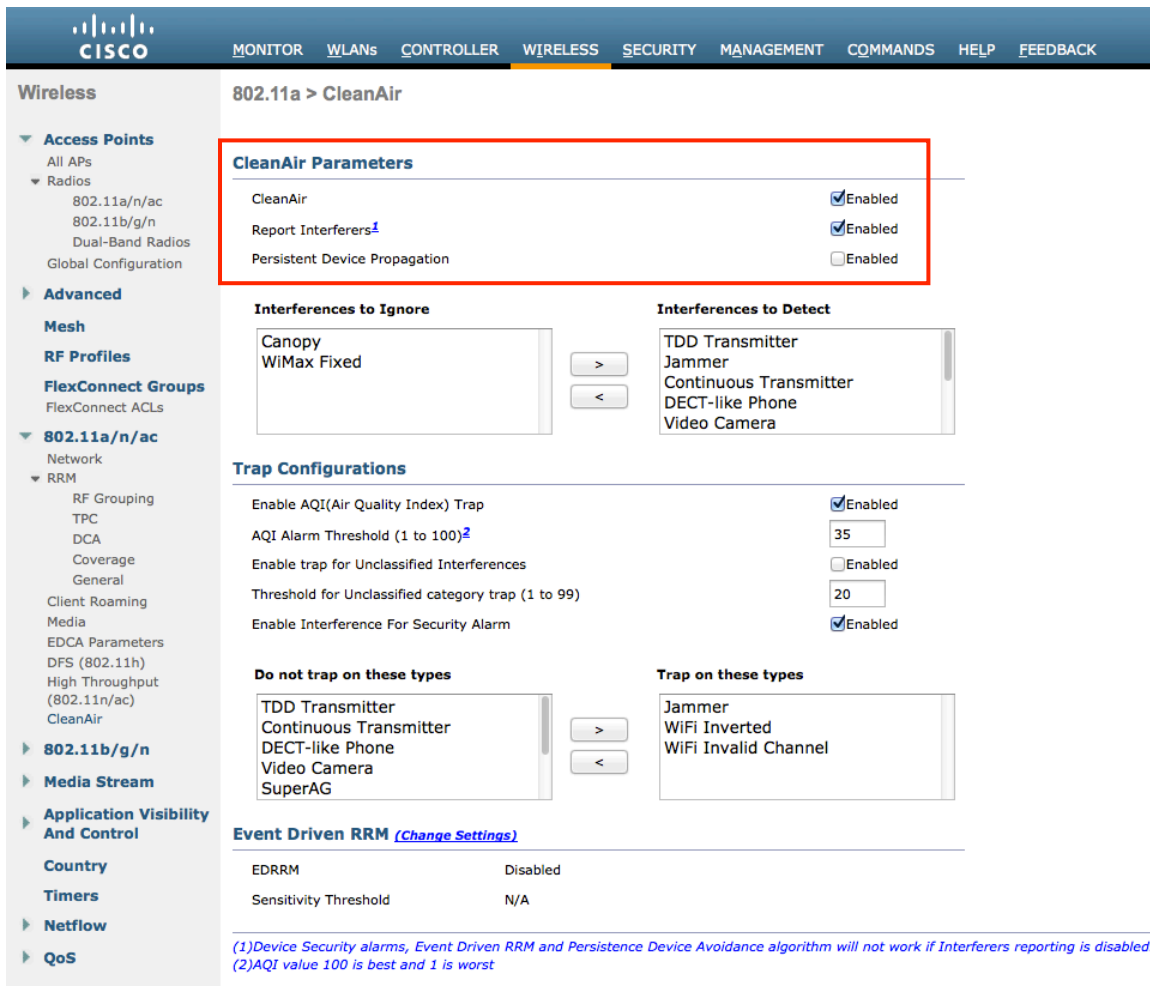 CISCO
MONITOR WLANs CONTROLLER WIRELESS SECURITY MANAGEMENT COMMANDS HELP FEEDBACK
Wireless
Access Points
All APs
Radios
802.11a/n/ac
802.11b/g/n
Dual-Band Radios
Global Configuration
Advanced
Mesh
RF Profiles
FlexConnect Groups
FlexConnect ACLs
802.11a/n/ac
Network
RRM
RF Grouping
TPC
DCA
Coverage
General
Client Roaming
Media
EDCA Parameters
DFS (802.11h)
High Throughput
(802.11n/ac)
CleanAir
802.11b/g/n
Media Stream
Application Visibility
And Control
Country
Timers
Netflow
QoS
802.11a > CleanAir
CleanAir Parameters
CleanAir Enabled
Report Interferers1 Enabled
Persistent Device Propagation Enabled
Interferences to Ignore
Canopy
WiMax Fixed
>
<
Interferences to Detect
TDD Transmitter
Jammer
Continuous Transmitter
DECT-like Phone
Video Camera
Trap Configurations
Enable AQI(Air Quality Index) Trap Enabled
AQI Alarm Threshold (1 to 100)2 35
Enable trap for Unclassified Interferences Enabled
Threshold for Unclassified category trap (1 to 99) 20
Enable Interference For Security Alarm Enabled
Do not trap on these types
TDD Transmitter
Continuous Transmitter
DECT-like Phone
Video Camera
SuperAG
>
<
Trap on these types
Jammer
WiFi Inverted
WiFi Invalid Channel
Event Driven RRM (Change Settings)
EDRRM Disabled
Sensitivity Threshold N/A
(1)Device Security alarms, Event Driven RRM and Persistence Device Avoidance algorithm will not work if Interferers reporting is disabled
(2)AQI value 100 is best and 1 is worst